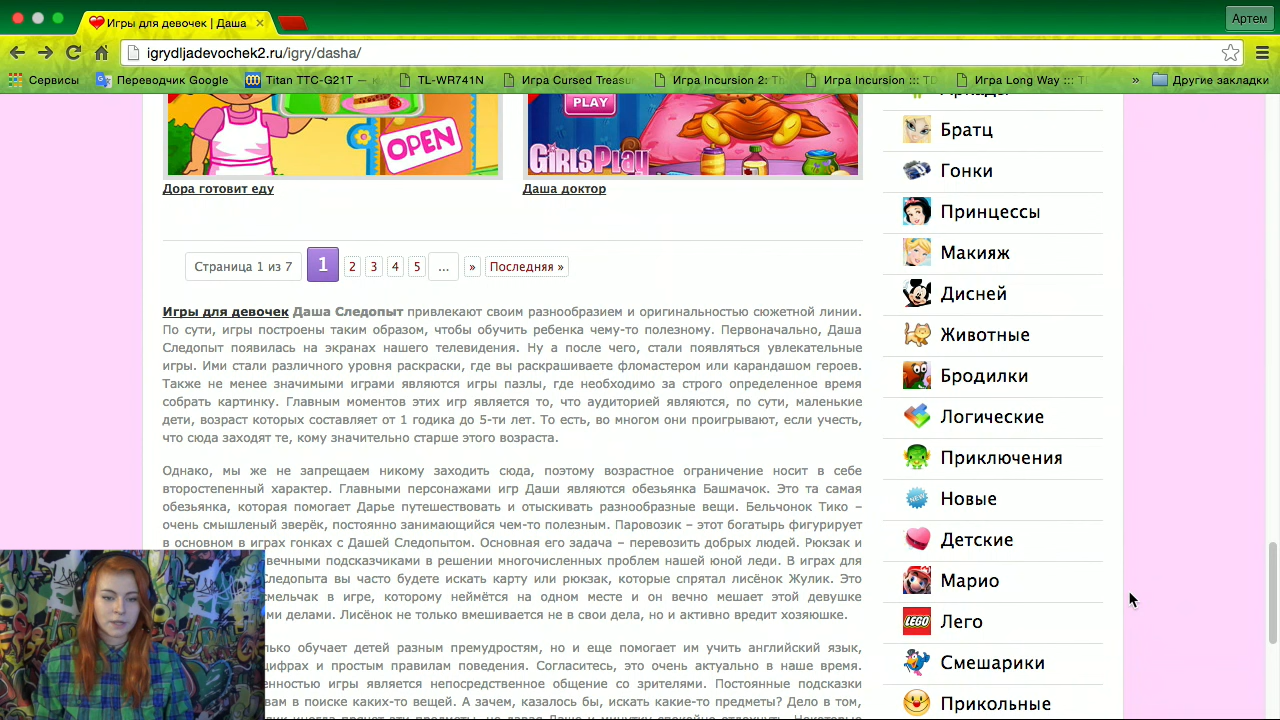 Игры для девочек | Даша
Артем
igrydljadevochek2.ru/igry/dasha/
Сервисы
Переводчик Google
Titan TTC-G21T — к
TL-WR741N
Игра Cursed Treasur
Игра Incursion 2: Th
Игра Incursion ::: TD
Игра Long Way ::: TD
»
Другие закладки
OPEN
PLAY
GIRLSPLAY
Дора готовит еду
Даша доктор
Страница 1 из 7
1
2
3
4
5
...
»
Последняя »
Игры для девочек Даша Следопыт привлекают своим разнообразием и оригинальностью сюжетной линии.
По сути, игры построены таким образом, чтобы обучить ребенка чему-то полезному. Первоначально, Даша
Следопыт появилась на экранах нашего телевидения. Ну а после чего, стали появляться увлекательные
игры. Ими стали различного уровня раскраски, где вы раскрашиваете фломастером или карандашом героев.
Также не менее значимыми играми являются игры пазлы, где необходимо за строго определенное время
собрать картинку. Главным моментов этих игр является то, что аудиторией являются, по сути, маленькие
дети, возраст которых составляет от 1 годика до 5-ти лет. То есть, во многом они проигрывают, если учесть,
что сюда заходят те, кому значительно старше этого возраста.
Однако, мы же не запрещаем никому заходить сюда, поэтому возрастное ограничение носит в себе
второстепенный характер. Главными персонажами игр Даши являются обезьянка Башмачок. Это та самая
обезьянка, которая помогает Дарье путешествовать и отыскивать разнообразные вещи. Бельчонок Тико –
очень смышленый зверёк, постоянно занимающийся чем-то полезным. Паровозик – этот богатырь фигурирует
в основном в играх гонках с Дашей Следопытом. Основная его задача – перевозить добрых людей. Рюкзак и
вечными подсказчиками в решении многочисленных проблем нашей юной леди. В играх для
Следопыта вы часто будете искать карту или рюкзак, которые спрятал лисёнок Жулик. Это
мельчак в игре, которому неймётся на одном месте и он вечно мешает этой девушке
ми делами. Лисёнок не только вмешивается не в свои дела, но и активно вредит хозяюшке.
лько обучает детей разным премудростям, но и еще помогает им учить английский язык,
цифрах и простым правилам поведения. Согласитесь, это очень актуально в наше время.
енностью игры является непосредственное общение со зрителями. Постоянные подсказки
вам в поиске каких-то вещей. А зачем, казалось бы, искать какие-то предметы? Дело в том,
Братц
Гонки
Принцессы
Макияж
Дисней
Животные
Бродилки
Логические
Приключения
NEW
Новые
Детские
Марио
LEGO
Лего
Смешарики
Прикольные